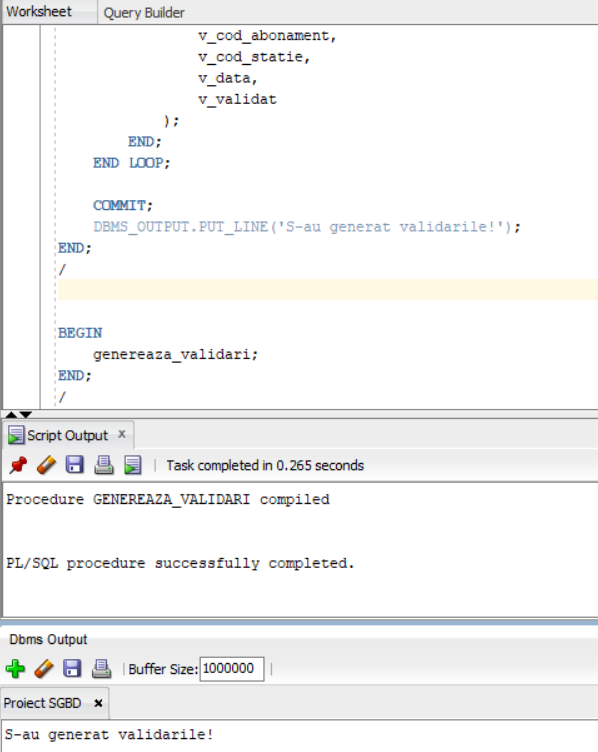 Worksheet Query Builder
v_cod_abonament,
v_cod_statie,
v_data,
v_validat
);
END;
END LOOP;
COMMIT;
DBMS_OUTPUT.PUT_LINE('S-au generat validarile!');
END;
/
BEGIN
genereaza_validari;
END;
/
Script Output x
Task completed in 0.265 seconds
Procedure GENEREAZA_VALIDARI compiled
PL/SQL procedure successfully completed.
Dbms Output
Buffer Size: 1000000
Proiect SGBD x
S-au generat validarile!